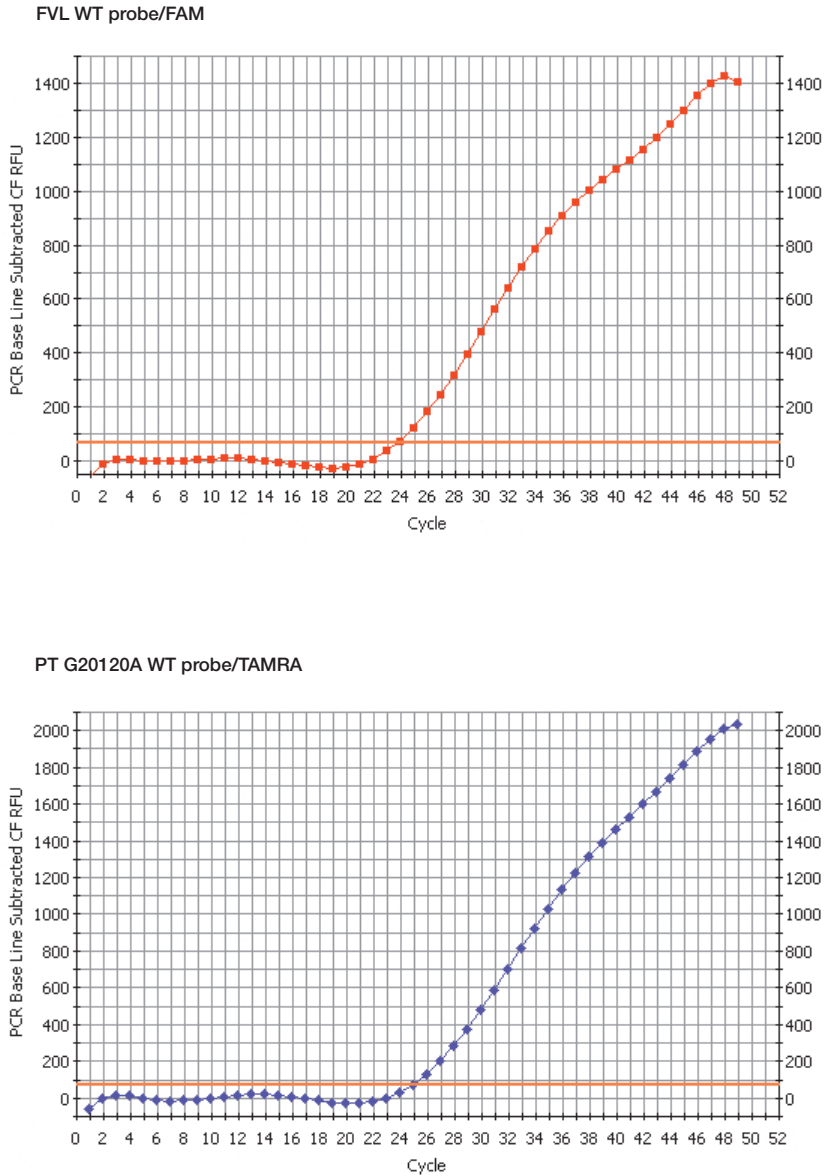 FVL WT probe/FAM
PCR Base Line Subtracted CF RFU
1400 1400
1200 1200
1000 1000
800 800
600 600
400 400
200 200
0 0
0 2 4 6 8 10 12 14 16 18 20 22 24 26 28 30 32 34 36 38 40 42 44 46 48 50 52
Cycle
PT G20120A WT probe/TAMRA
PCR Base Line Subtracted CF RFU
2000 2000
1800 1800
1600 1600
1400 1400
1200 1200
1000 1000
800 800
600 600
400 400
200 200
0 0
0 2 4 6 8 10 12 14 16 18 20 22 24 26 28 30 32 34 36 38 40 42 44 46 48 50 52
Cycle